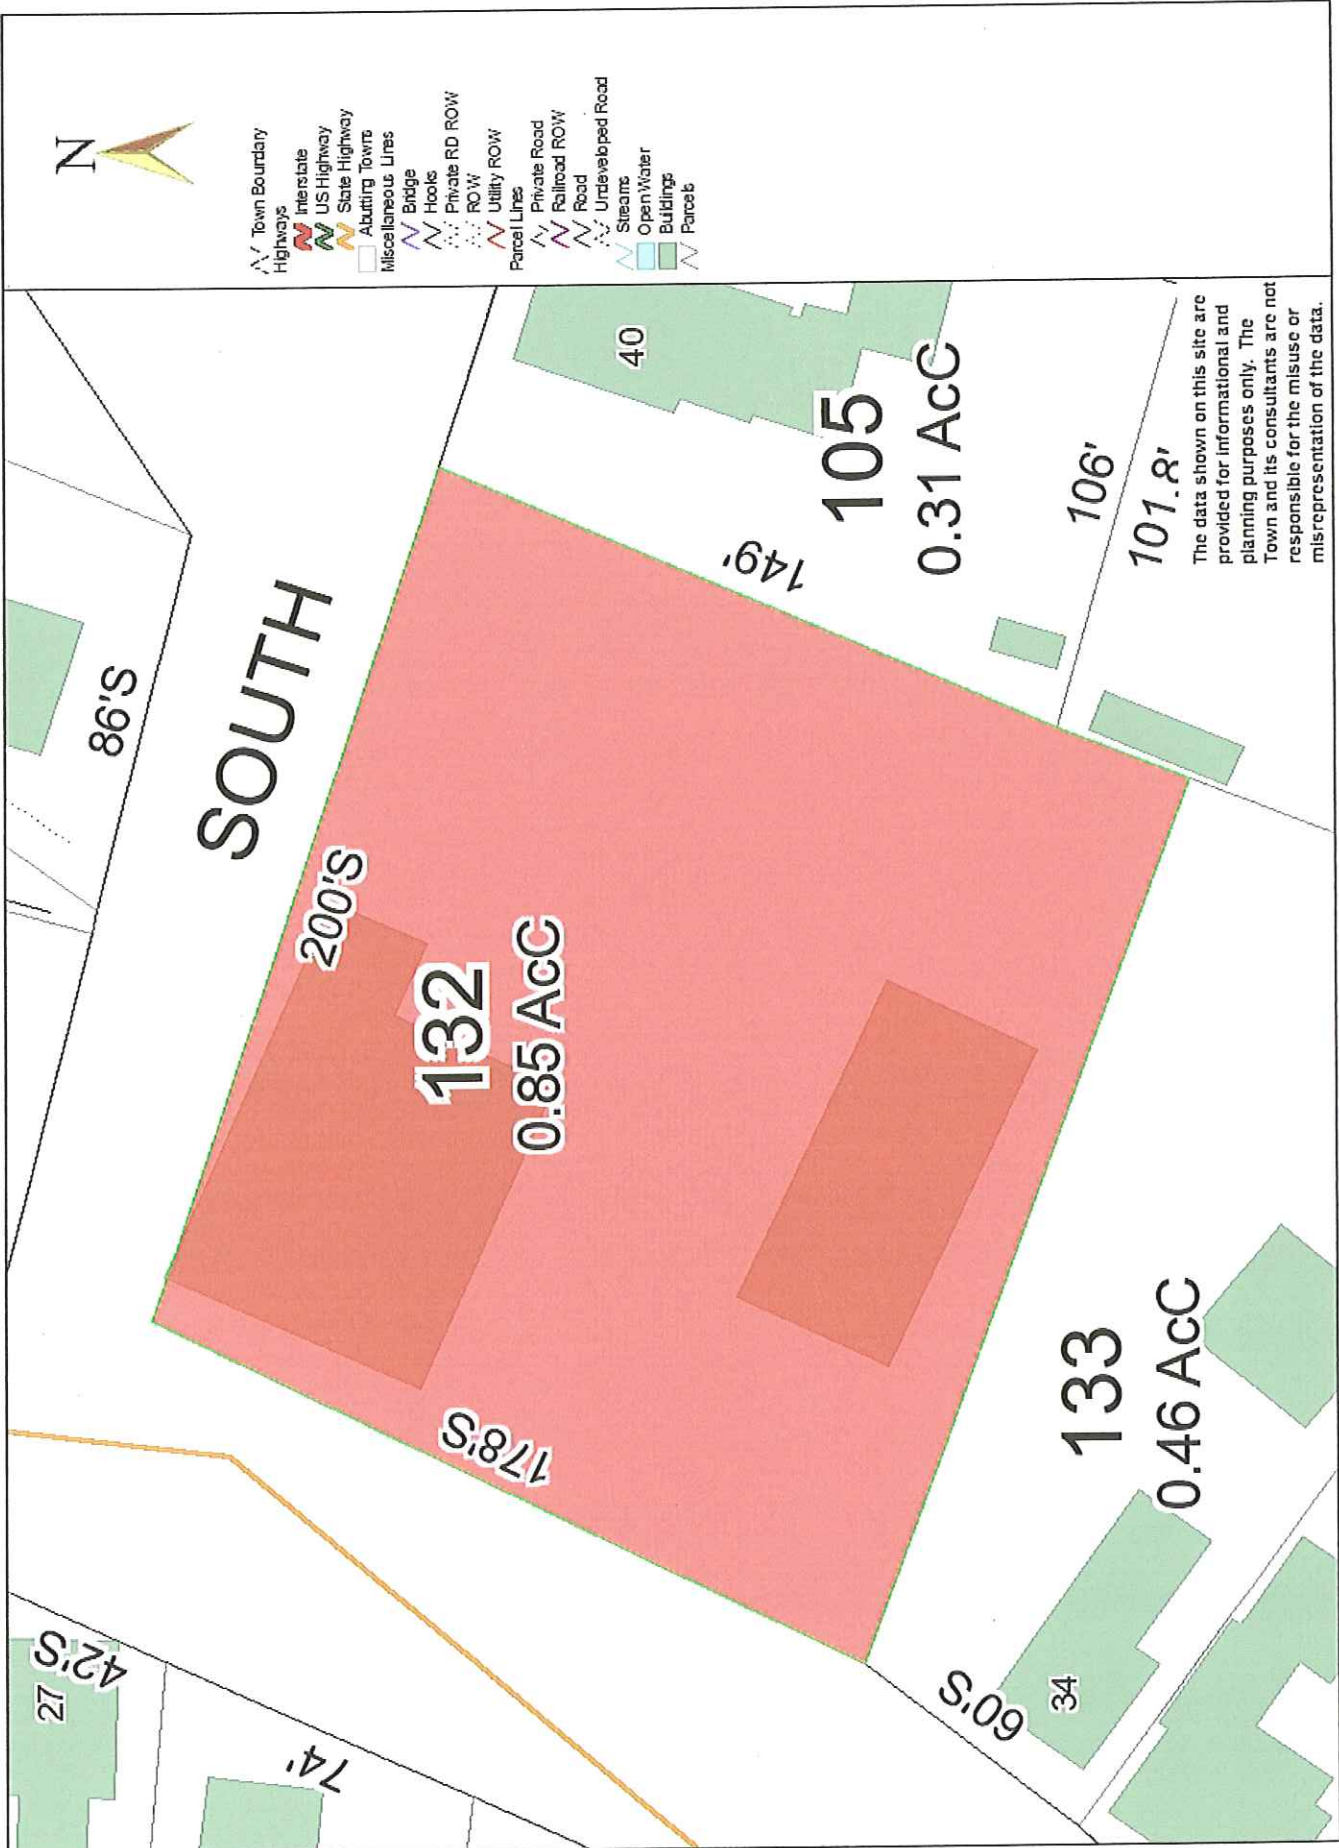 N
Town Boundary
Highways
Interstate
US Highway
State Highway
Abutting Towns
Miscellaneous Lines
Bridge
Hooks
Private RD ROW
ROW
Utility ROW
Parcel Lines
Private Road
Railroad ROW
Road
Undeveloped Road
Streams
Open Water
Buildings
Parcels
27
42'S
74'
86'S
SOUTH
200'S
132
0.85 AcC
178'S
149'
40
105
0.31 AcC
106'
101.8'
133
0.46 AcC
60'S
34
The data shown on this site are
provided for informational and
planning purposes only. The
Town and its consultants are not
responsible for the misuse or
misrepresentation of the data.